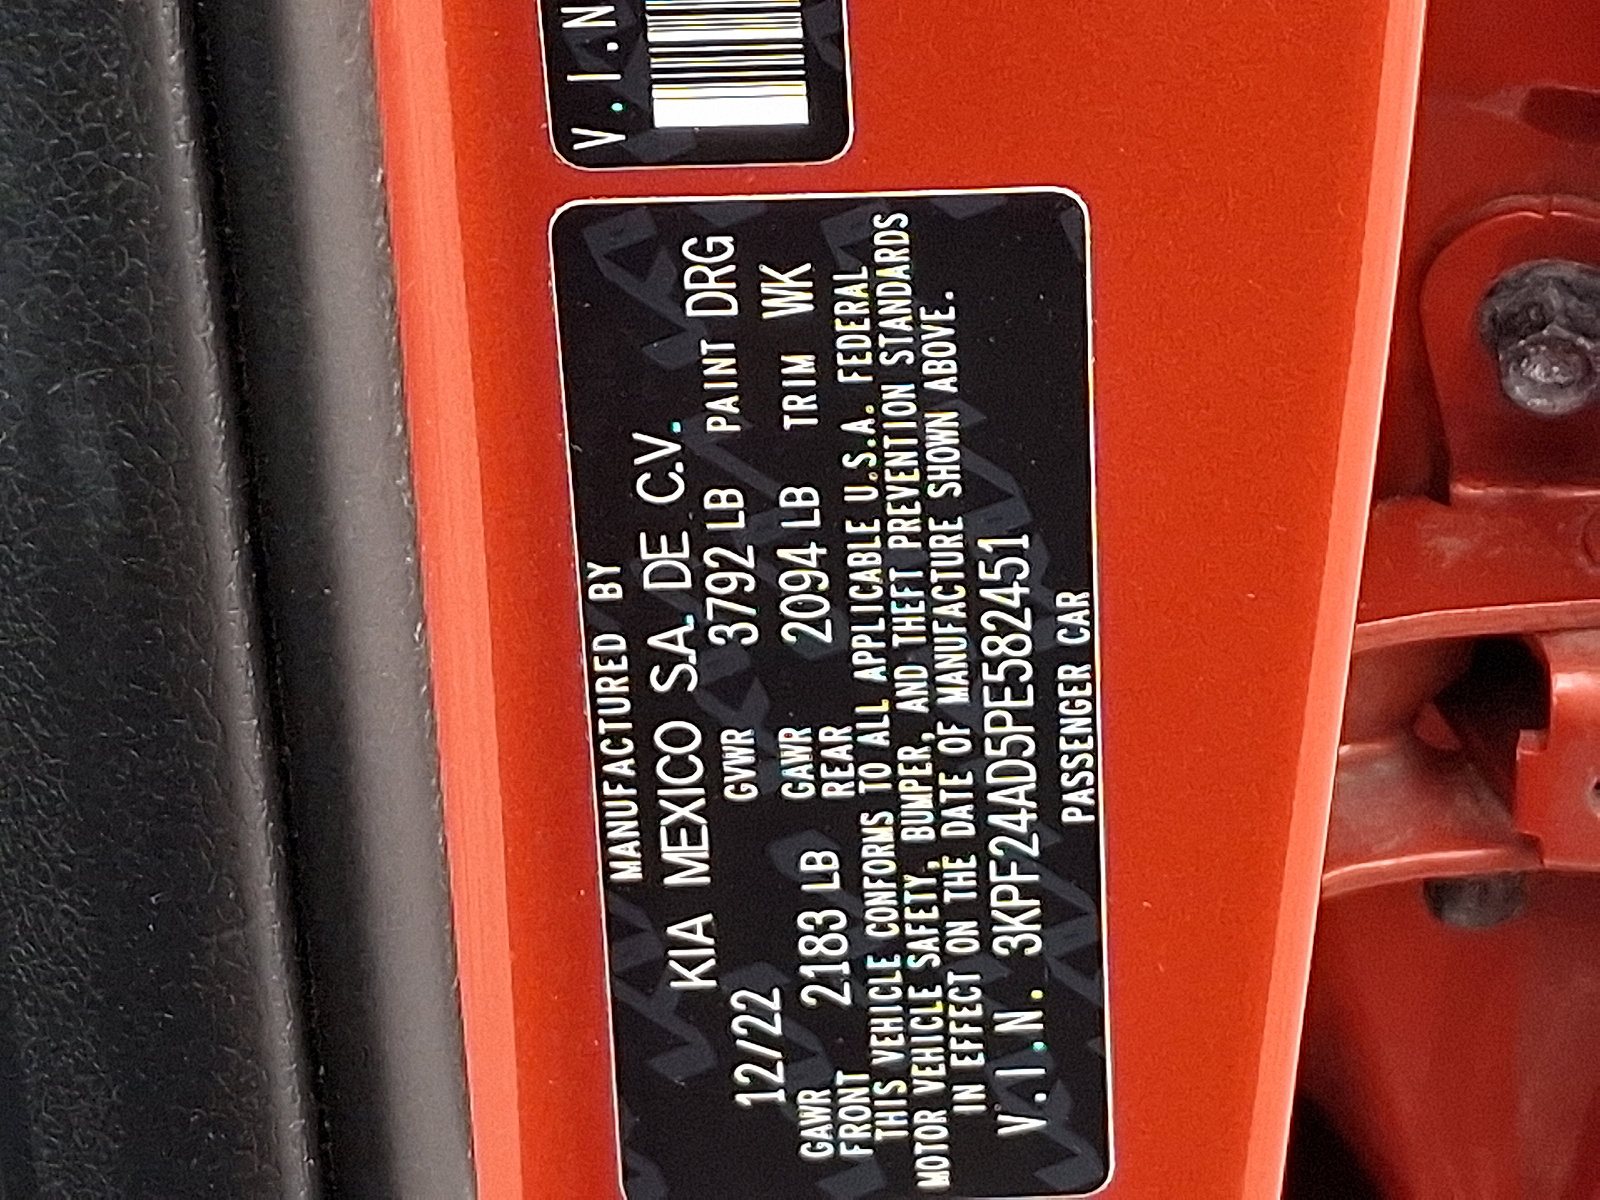 V.I.N
MANUFACTURED BY
KIA MEXICO S.A. DE C.V.
12/22 GVWR 3792 LB PAINT DRG
GAWR FRONT 2183 LB GAWR REAR 2094 LB TRIM WK
THIS VEHICLE CONFORMS TO ALL APPLICABLE U.S.A. FEDERAL
MOTOR VEHICLE SAFETY, BUMPER, AND THEFT PREVENTION STANDARDS
IN EFFECT ON THE DATE OF MANUFACTURE SHOWN ABOVE.
V.I.N. 3KPF24AD5PE582451
PASSENGER CAR